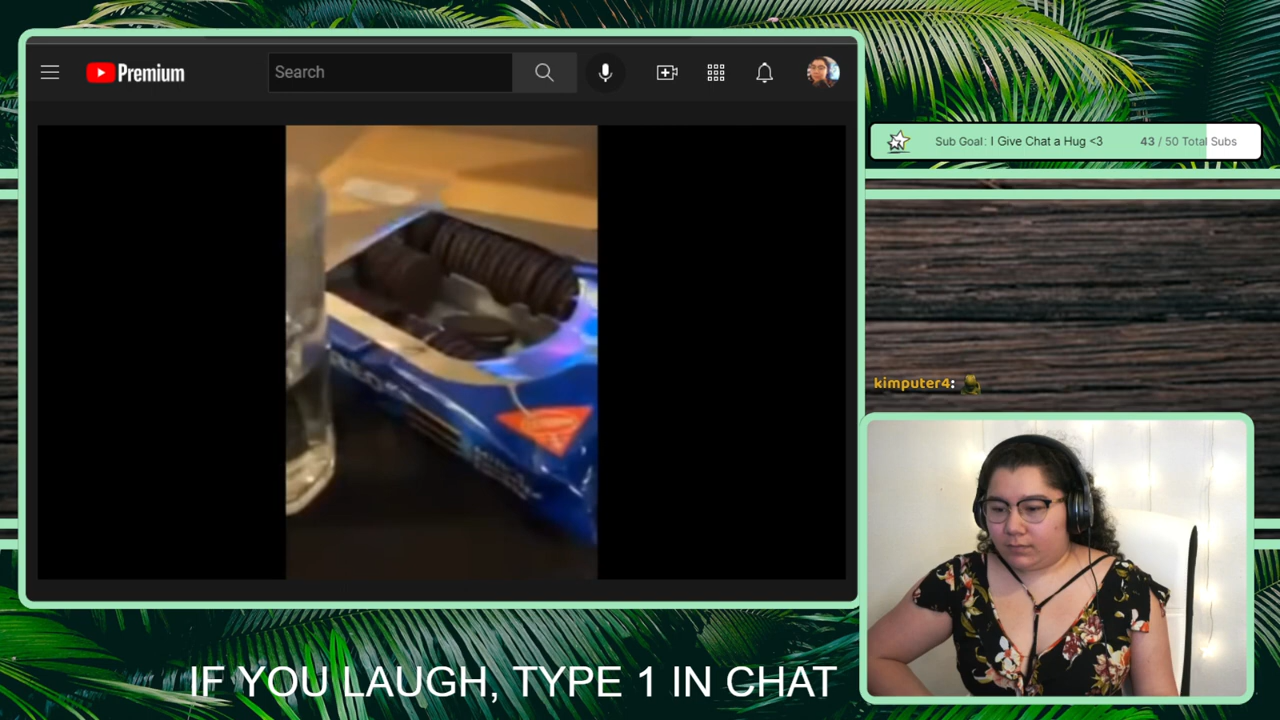 Premium
Search
Sub Goal: I Give Chat a Hug <3 43 / 50 Total Subs
OREO
kimputer4:
IF YOU LAUGH, TYPE 1 IN CHAT